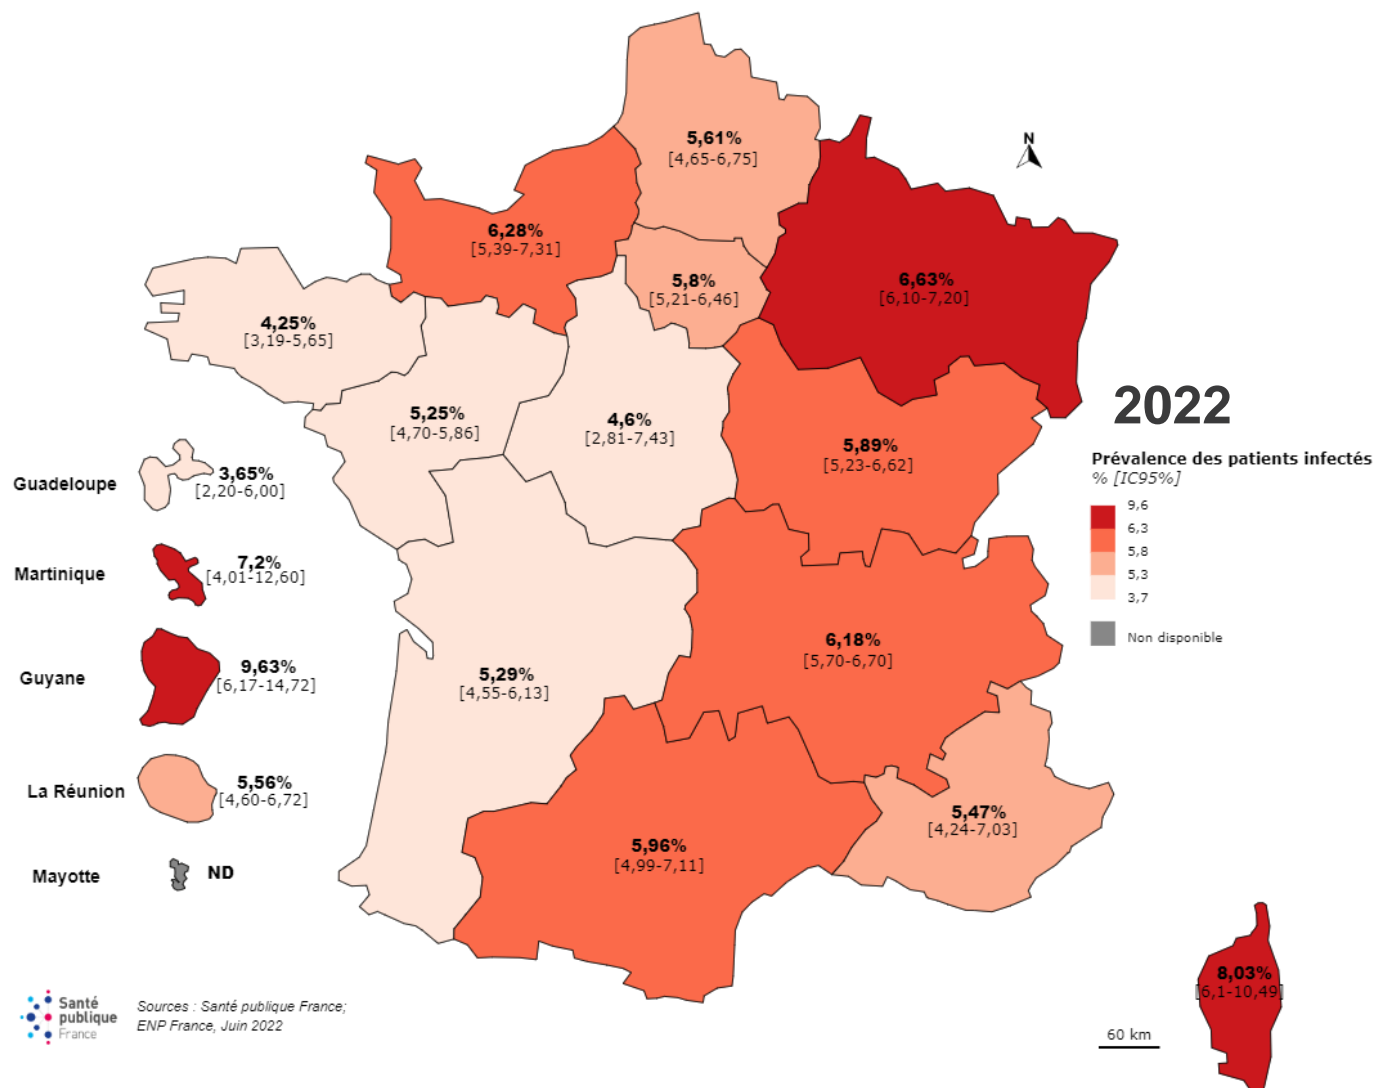 5,61%
[4,65-6,75]
N
6,28%
[5,39-7,31]
5,8%
[5,21-6,46]
6,63%
[6,10-7,20]
4,25%
[3,19-5,65]
5,25%
[4,70-5,86]
4,6%
[2,81-7,43]
5,89%
[5,23-6,62]
2022
Prévalence des patients infectés
% [IC95%]
9,6
6,3
5,8
5,3
3,7
Non disponible
Guadeloupe
3,65%
[2,20-6,00]
Martinique
7,2%
[4,01-12,60]
Guyane
9,63%
[6,17-14,72]
La Réunion
5,56%
[4,60-6,72]
Mayotte
ND
5,29%
[4,55-6,13]
6,18%
[5,70-6,70]
5,96%
[4,99-7,11]
5,47%
[4,24-7,03]
8,03%
[6,1-10,49]
60 km
Santé
publique
France
Sources : Santé publique France;
ENP France, Juin 2022